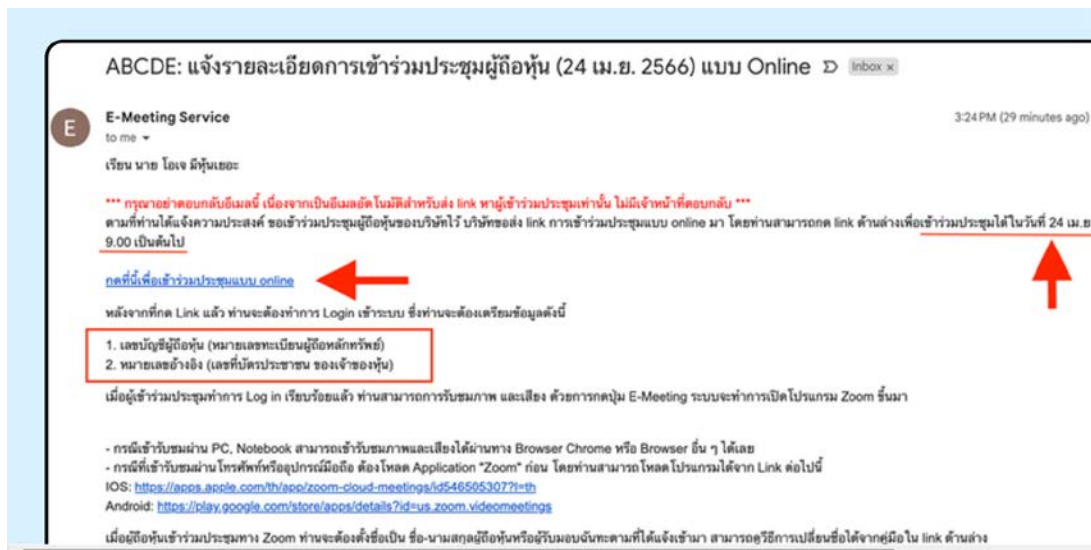 ABCDE: แจ้งรายละเอียดการเข้าร่วมประชุมผู้ถือหุ้น (24 เม.ย. 2566) แบบ Online Inbox x
E
E-Meeting Service
3:24 PM (29 minutes ago)
to me
เรียน นาย โอเจ มีหุ้นเยอะ
*** กรุณาอย่าตอบกลับอีเมลนี้ เนื่องจากเป็นอีเมลอัตโนมัติสำหรับส่ง link หาผู้เข้าร่วมประชุมเท่านั้น ไม่มีเจ้าหน้าที่ตอบกลับ ***
ตามที่ท่านได้แจ้งความประสงค์ ขอเข้าร่วมประชุมผู้ถือหุ้นของบริษัทไว้ บริษัทขอส่ง link การเข้าร่วมประชุมแบบ online มา โดยท่านสามารถกด link ด้านล่างเพื่อเข้าร่วมประชุมได้ในวันที่ 24 เม.ย
9.00 เป็นต้นไป
กดที่นี่เพื่อเข้าร่วมประชุมแบบ online
หลังจากที่กด Link แล้ว ท่านจะต้องทำการ Login เข้าระบบ ซึ่งท่านจะต้องเตรียมข้อมูลดังนี้
1. เลขบัญชีผู้ถือหุ้น (หมายเลขทะเบียนผู้ถือหลักทรัพย์)
2. หมายเลขอ้างอิง (เลขที่บัตรประชาชน ของเจ้าของหุ้น)
เมื่อผู้เข้าร่วมประชุมทำการ Log in เรียบร้อยแล้ว ท่านสามารถการรับชมภาพ และเสียง ด้วยการกดปุ่ม E-Meeting ระบบจะทำการเปิดโปรแกรม Zoom ขึ้นมา
- กรณีเข้ารับชมผ่าน PC, Notebook สามารถเข้ารับชมภาพและเสียงได้ผ่านทาง Browser Chrome หรือ Browser อื่น ๆ ได้เลย
- กรณีที่เข้ารับชมผ่านโทรศัพท์หรืออุปกรณ์มือถือ ต้องโหลด Application "Zoom" ก่อน โดยท่านสามารถโหลดโปรแกรมได้จาก Link ต่อไปนี้
IOS: https://apps.apple.com/th/app/zoom-cloud-meetings/id546505307?l=th
Android: https://play.google.com/store/apps/details?id=us.zoom.videomeetings
เมื่อผู้ถือหุ้นเข้าร่วมประชุมทาง Zoom ท่านจะต้องตั้งชื่อเป็น ชื่อ-นามสกุลผู้ถือหุ้นหรือผู้รับมอบฉันทะตามที่ได้แจ้งเข้ามา สามารถดูวิธีการเปลี่ยนชื่อได้จากคู่มือใน link ด้านล่าง